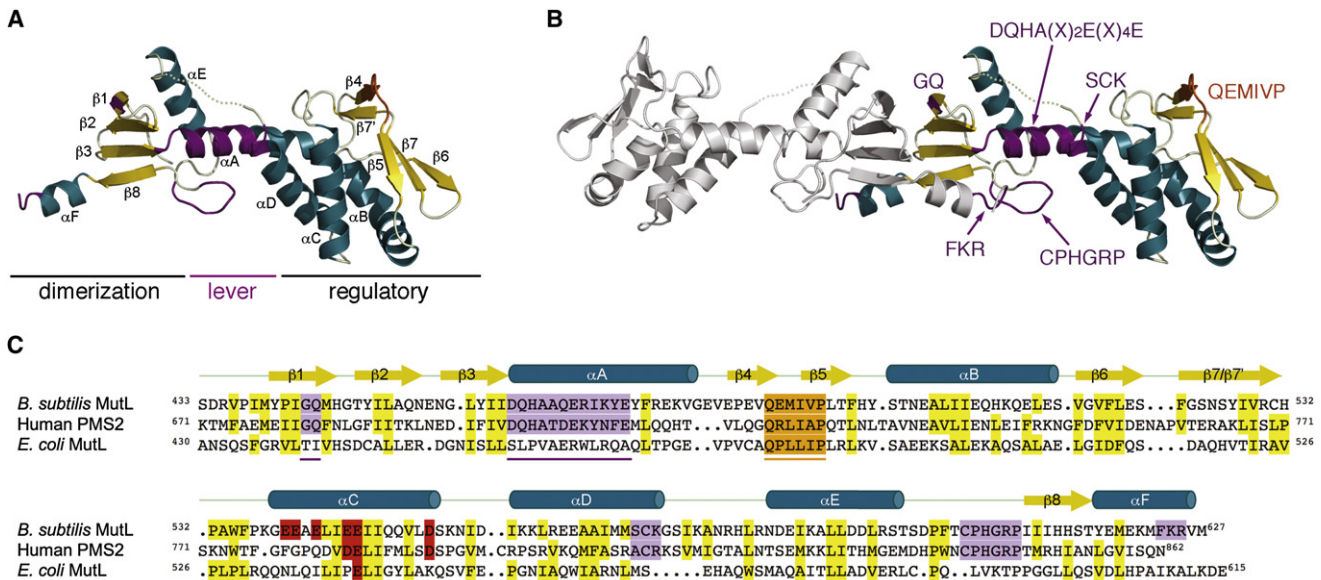 A
αE
β4
β1
β2
β7'
β7
β3
αA
β5
β6
β8
αD
αB
αF
αC
dimerization
lever
regulatory
B
DQHA(X)₂E(X)₄E
GQ
SCK
QEMIVP
FKR
CPHGRP
C
β1 β2 β3 αA β4 β5 αB β6 β7/β7'
B. subtilis MutL 433 SDRVPIMYPIGQMHGTYILAQNENG.LYIIDQHAAQERIKYEYFREKVGEVEPEVQEMIVPLTFHY.STNEALIIEQHKQELES.VGVFLES...FGSNSYIVRCH 532
Human PMS2 671 KTMFAEMEIIGQFNLGFIITKLNED.IFIVDQHATDEKYNFEMLQQHT..VLQGQRLIAPQTLNLTAVNEAVLIENLEIFRKNGFDFVIDENAPVTERAKLISLP 771
E. coli MutL 430 ANSQSFGRVLTIVHSDCALLER.DGNISLLSLPVAERWLRQAQLTPGE..VPVCAQPLLIPLRLKVSAEEKSALEKAQSALAE.LGIDFQS....DAQHVTIRAV 526
αC αD αE β8 αF
B. subtilis MutL 532 .PAWFPKGEEAELIEEIIQQVLDSKNID..IKKLREEAAIMMSCKGSIKANRHLRNDEIKALLDDLRSTSDPFTCPHGRPIIIHHSTYEMEKMFKRVM 627
Human PMS2 771 SKNWTF.GFGPQDVDELIFMLSDSPGVM.CRPSRVKQMFASRACRKSVMIGTALNTSEMKKLITHMGEMDHPWNCPHGRPTMRHIANLGVISQN 862
E. coli MutL 526 .PLPLRQQNLQILIPELIGYLAKQSVFE..PGNIAQWIARNLMS.....EHAQWSMAQAITLLADVERLCPQ..LVKTPPGGLLQSVDLHPAIKALKDE 615